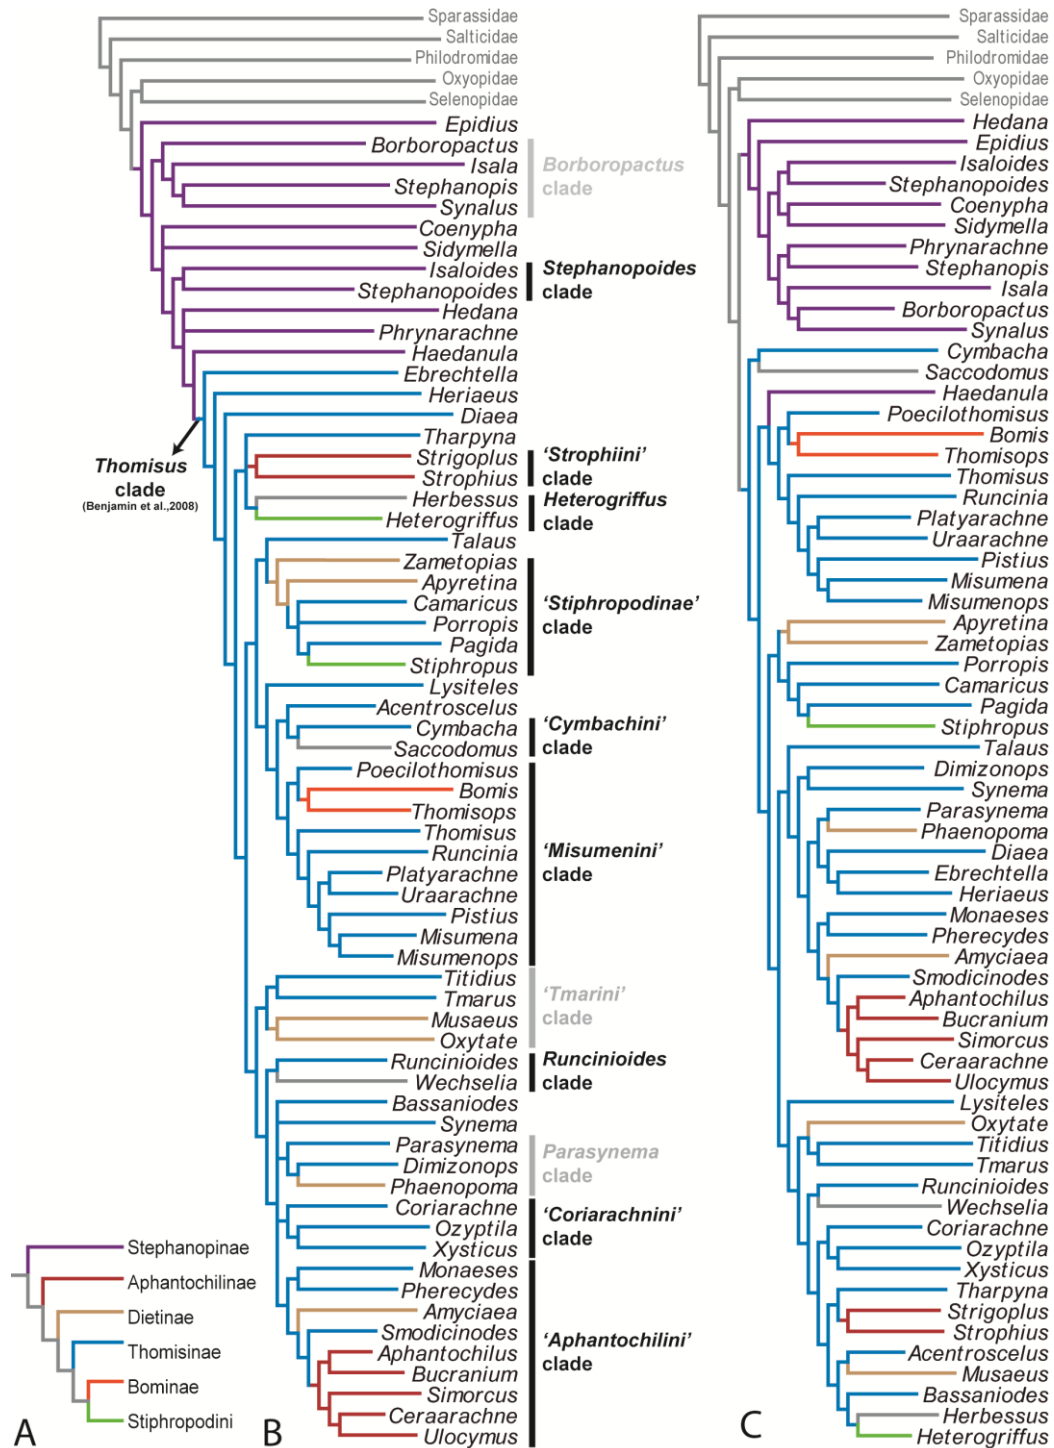 Sparassidae
Salticidae
Philodromidae
Oxyopidae
Selenopidae
Epidius
Borboropactus
Isala
Stephanopis
Synalus
Coenypha
Sidymella
Isaloides
Stephanopoides
Hedana
Phrynarachne
Haedanula
Ebrechtella
Heriaeus
Diaea
Tharpyna
Strigoplus
Strophius
Herbessus
Heterogriffus
Talaus
Zametopias
Apyretina
Camaricus
Porropis
Pagida
Stiphropus
Lysiteles
Acentroscelus
Cymbacha
Saccodomus
Poecilothomisus
Bomis
Thomisops
Thomisus
Runcinia
Platyarachne
Uraarachne
Pistius
Misumena
Misumenops
Titidius
Tmarus
Musaeus
Oxytate
Runcinioides
Wechselia
Bassaniodes
Synema
Parasynema
Dimizonops
Phaenopoma
Coriarachne
Ozyptila
Xysticus
Monaeses
Pherecydes
Amyciaea
Smodicinodes
Aphantochilus
Bucranium
Simorcus
Ceraarachne
Ulocymus
Borboropactus
clade
Stephanopoides
clade
Thomisus
clade
(Benjamin et al.,2008)
'Strophiini'
clade
Heterogriffus
clade
'Stiphropodinae'
clade
'Cymbachini'
clade
'Misumenini'
clade
'Tmarini'
clade
Runcinioides
clade
Parasynema
clade
'Coriarachnini'
clade
'Aphantochilini'
clade
Sparassidae
Salticidae
Philodromidae
Oxyopidae
Selenopidae
Hedana
Epidius
Isaloides
Stephanopoides
Coenypha
Sidymella
Phrynarachne
Stephanopis
Isala
Borboropactus
Synalus
Cymbacha
Saccodomus
Haedanula
Poecilothomisus
Bomis
Thomisops
Thomisus
Runcinia
Platyarachne
Uraarachne
Pistius
Misumena
Misumenops
Apyretina
Zametopias
Porropis
Camaricus
Pagida
Stiphropus
Talaus
Dimizonops
Synema
Parasynema
Phaenopoma
Diaea
Ebrechtella
Heriaeus
Monaeses
Pherecydes
Amyciaea
Smodicinodes
Aphantochilus
Bucranium
Simorcus
Ceraarachne
Ulocymus
Lysiteles
Oxytate
Titidius
Tmarus
Runcinioides
Wechselia
Coriarachne
Ozyptila
Xysticus
Tharpyna
Strigoplus
Strophius
Acentroscelus
Musaeus
Bassaniodes
Herbessus
Heterogriffus
Stephanopinae
Aphantochilinae
Dietinae
Thomisinae
Bominae
Stiphropodini
A
B
C